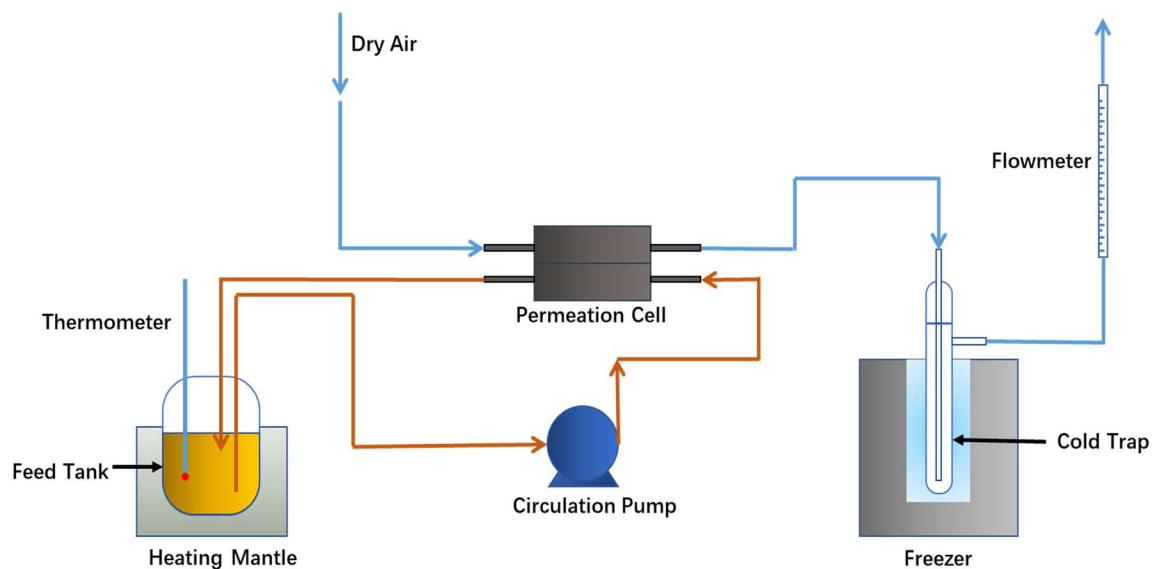 Dry Air
Flowmeter
Permeation Cell
Thermometer
Cold Trap
Feed Tank
Circulation Pump
Heating Mantle
Freezer